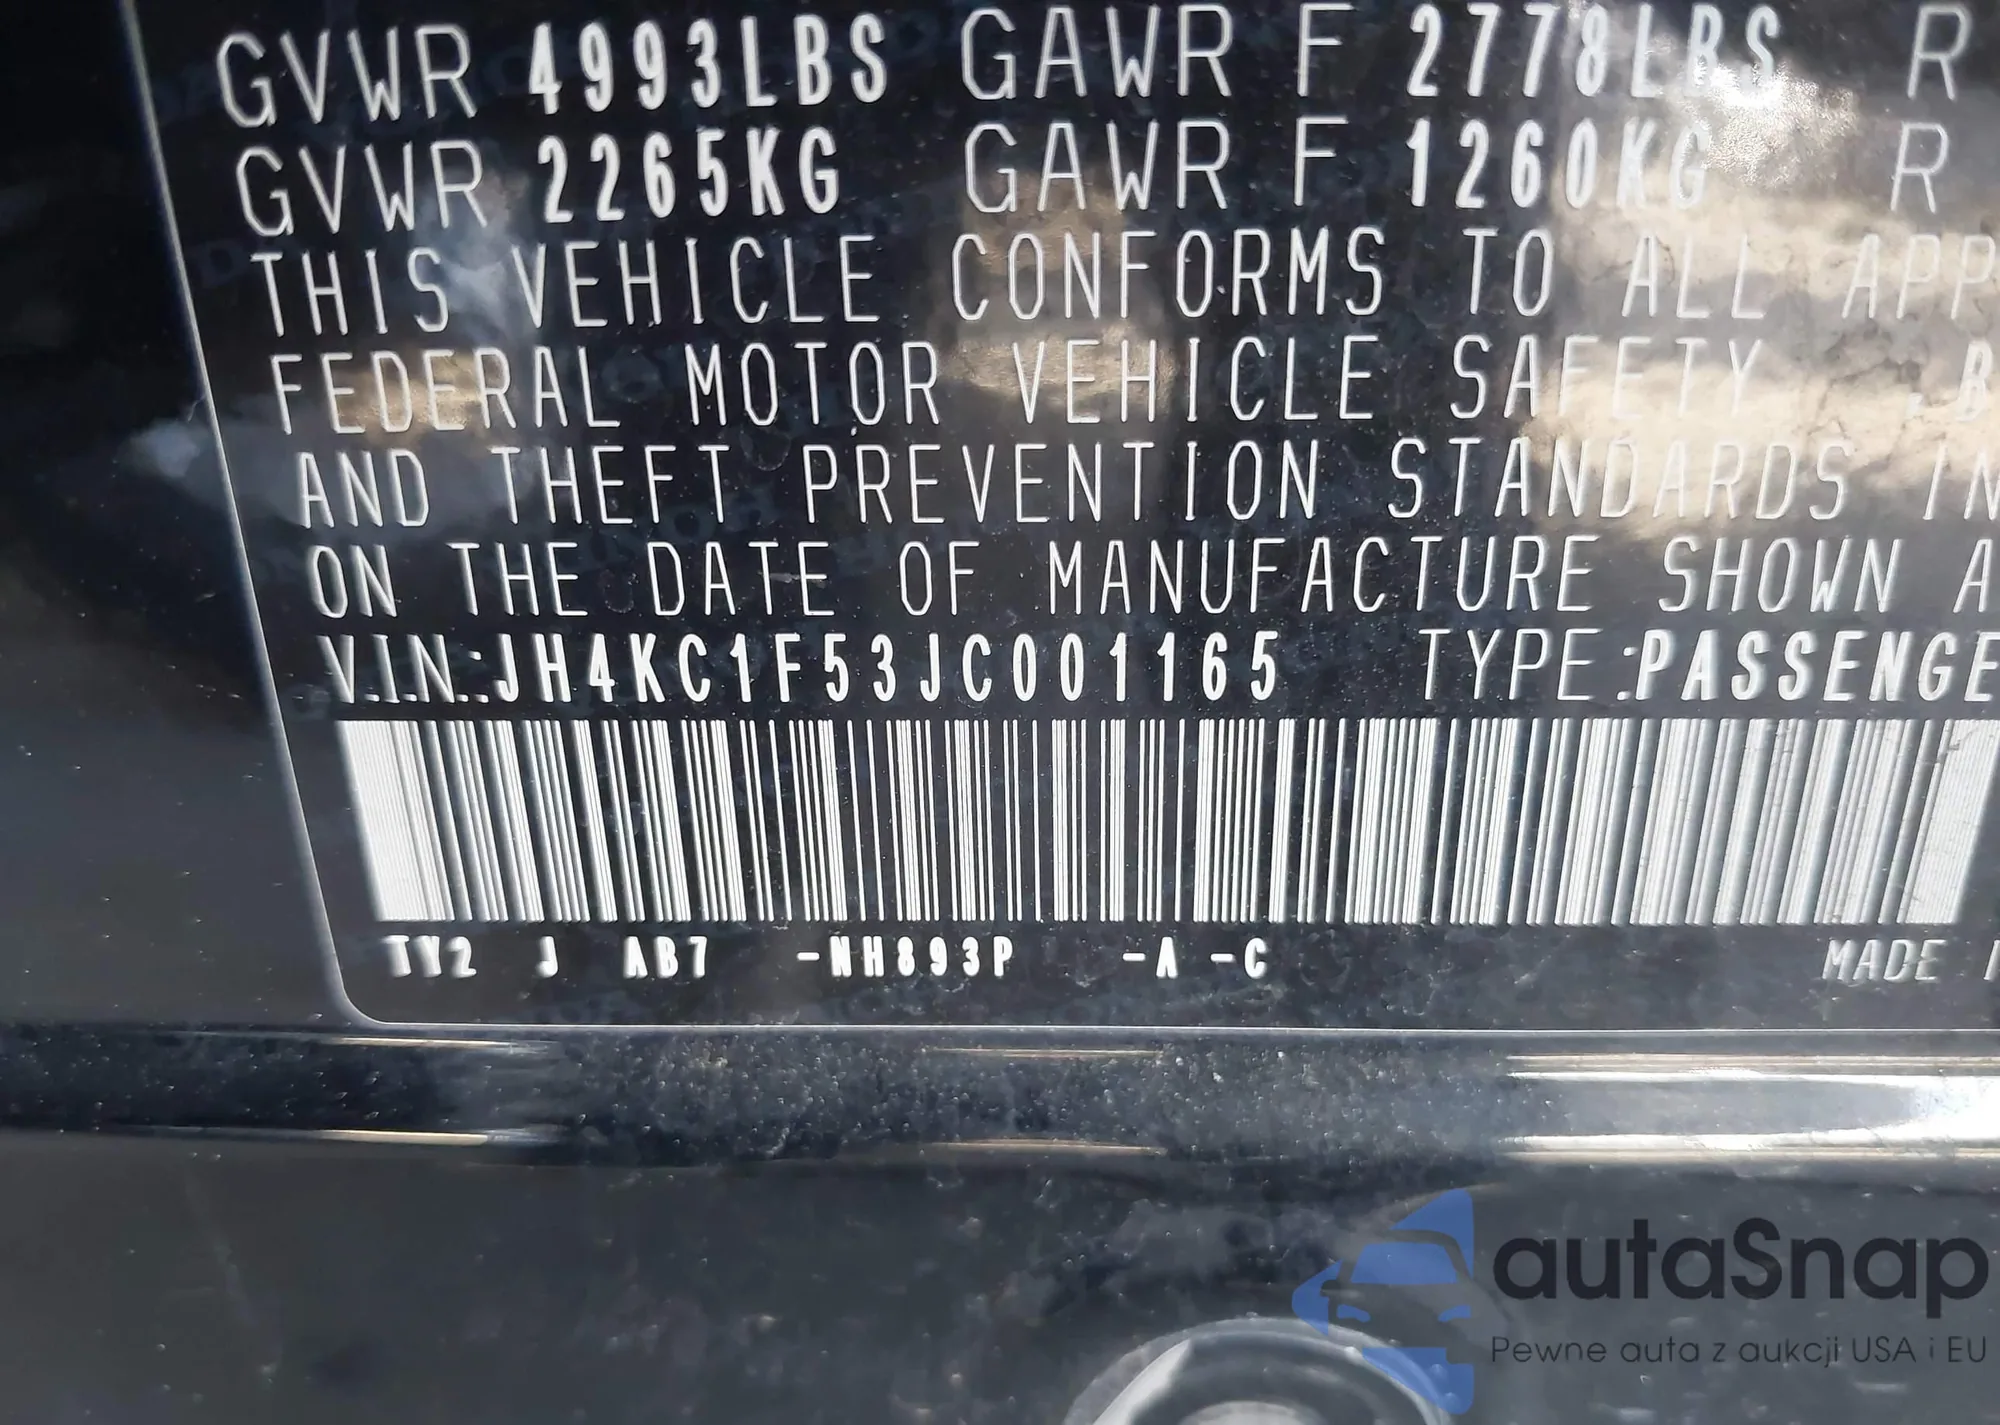 GVWR 4993LBS GAWR F 2778LBS R
GVWR 2265KG GAWR F 1260KG R
THIS VEHICLE CONFORMS TO ALL APP
FEDERAL MOTOR VEHICLE SAFETY , B
AND THEFT PREVENTION STANDARDS IN
ON THE DATE OF MANUFACTURE SHOWN A
V.I.N.:JH4KC1F53JC001165 TYPE:PASSENGE
TY2 J AB7 -NH893P -A -C
MADE I
autaSnap
Pewne auta z aukcji USA i EU